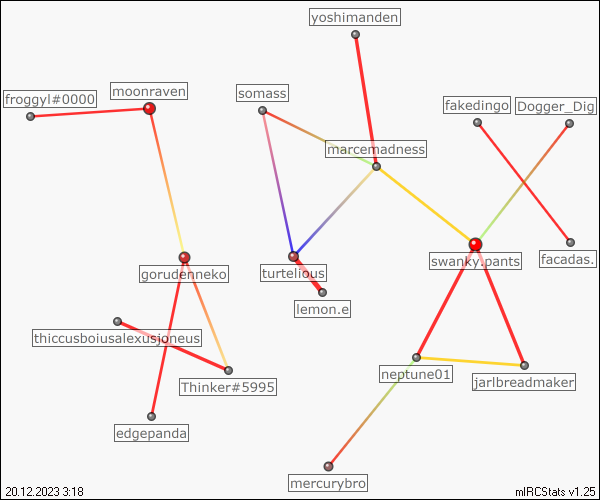 yoshimanden
moonraven
froggyl#0000
somass
fakedingo
Dogger_Dig
marcemadness
gorudenneko
turtelious
swanky.pants
facadas.
lemon.e
thiccusboiusalexusjoneus
Thinker#5995
neptune01
jarlbreadmaker
edgepanda
mercurybro
20.12.2023 3:18
mIRCStats v1.25